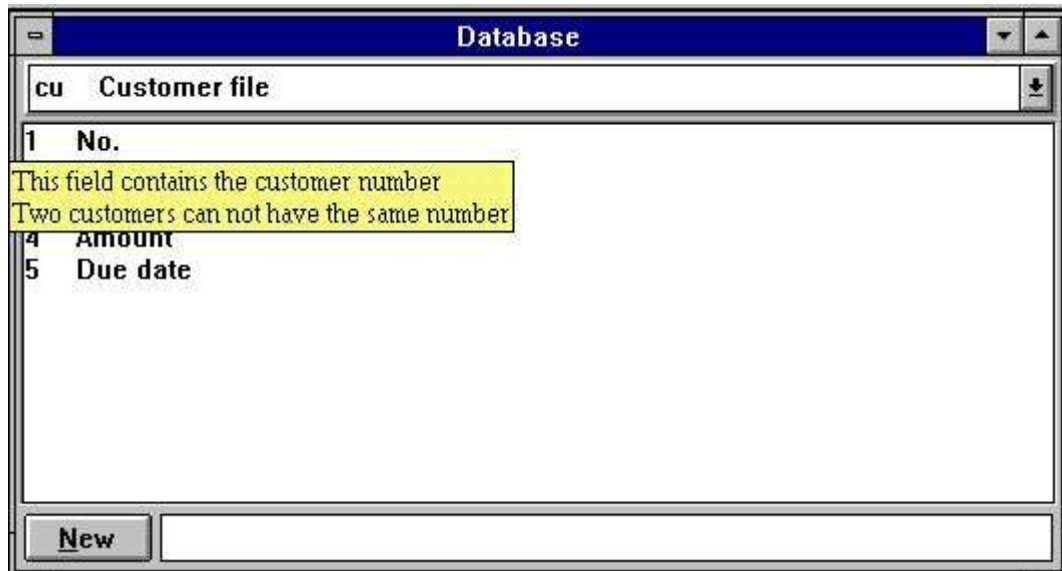 Database
cu Customer file
1 No.
This field contains the customer number
Two customers can not have the same number
4 Amount
5 Due date
New